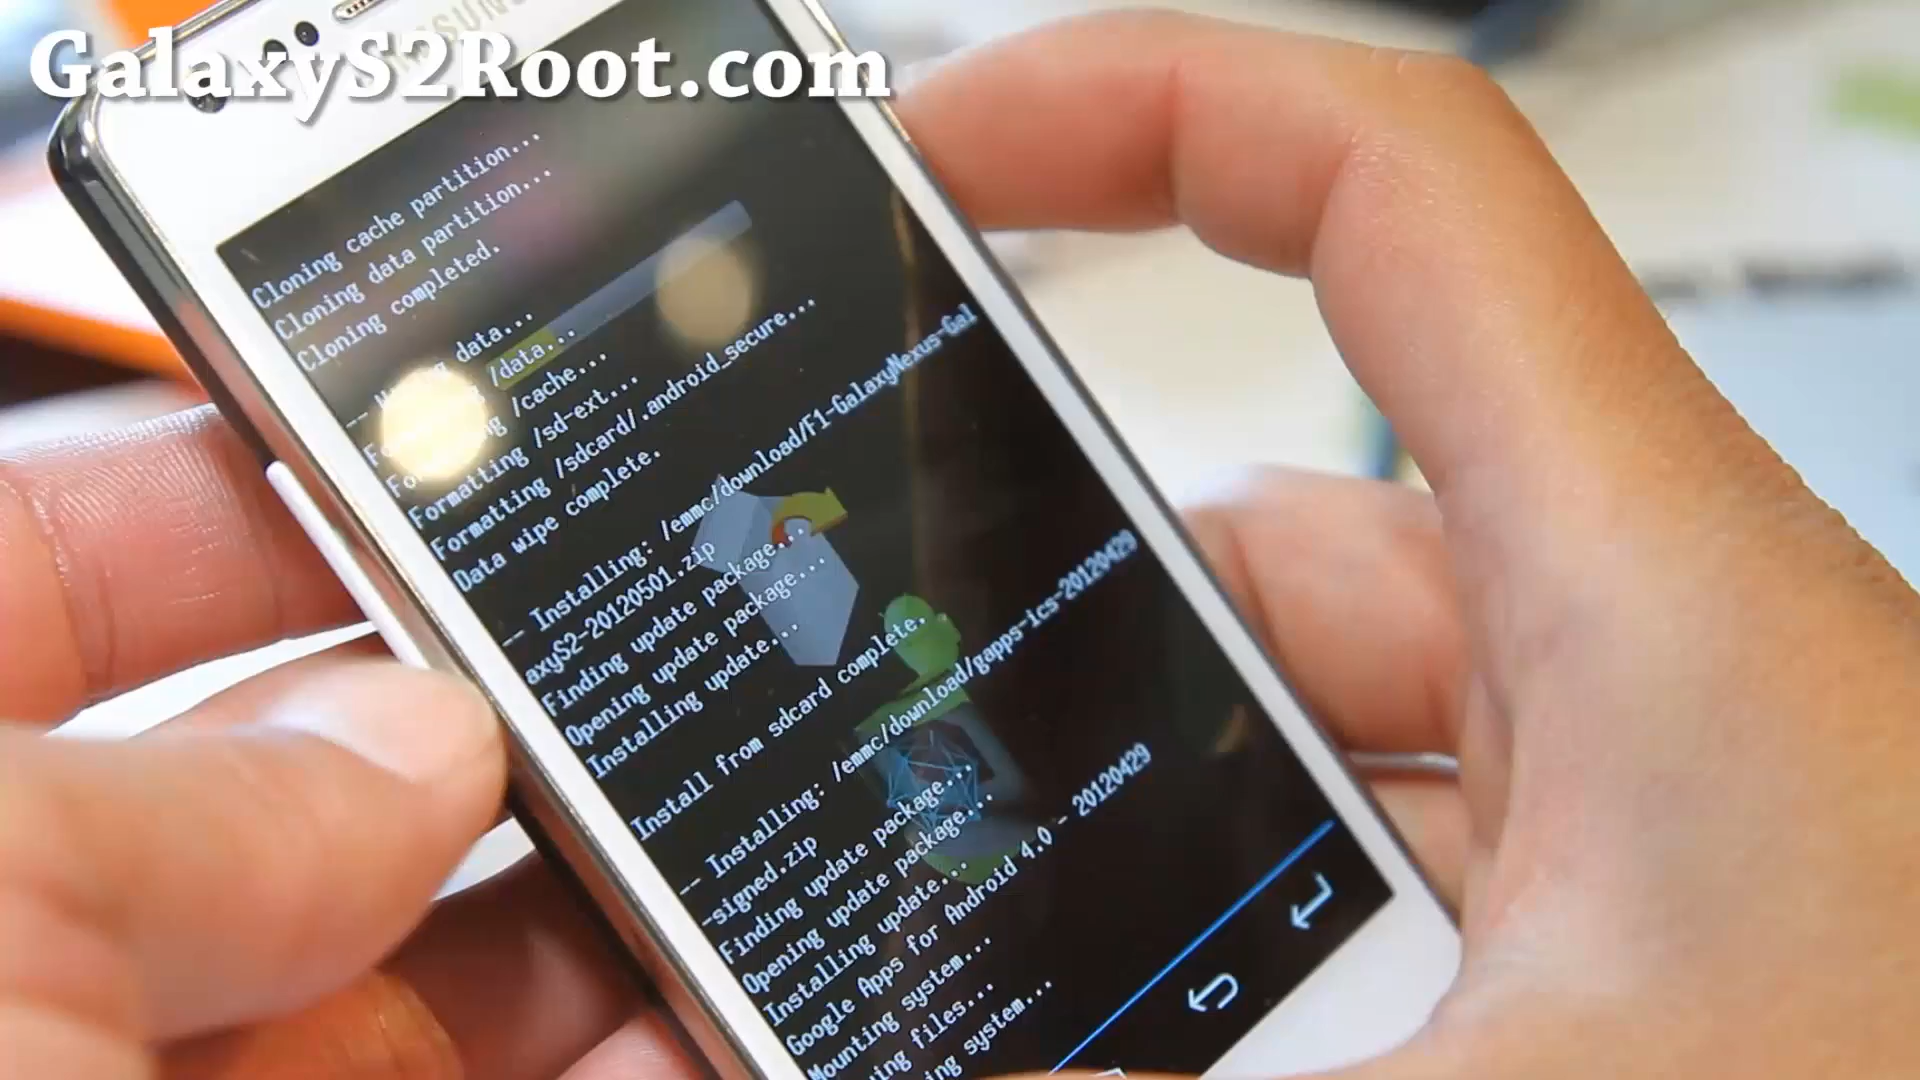 GalaxyS2Root.com
SAMSUNG
Cloning cache partition...
Cloning data partition...
Cloning completed.
-- data...
/data...
/cache...
Formatting /sd-ext...
Formatting /sdcard/.android_secure...
Data wipe complete.
-- Installing: /emmc/download/F1-GalaxyNexus-Gal
axyS2-20120501.zip
Finding update package...
Opening update package...
Installing update...
Install from sdcard complete.
-- Installing: /emmc/download/gapps-ics-20120429
-signed.zip
Finding update package...
Opening update package...
Installing update...
Google Apps for Android 4.0 - 20120429
Mounting system...
files...
system...